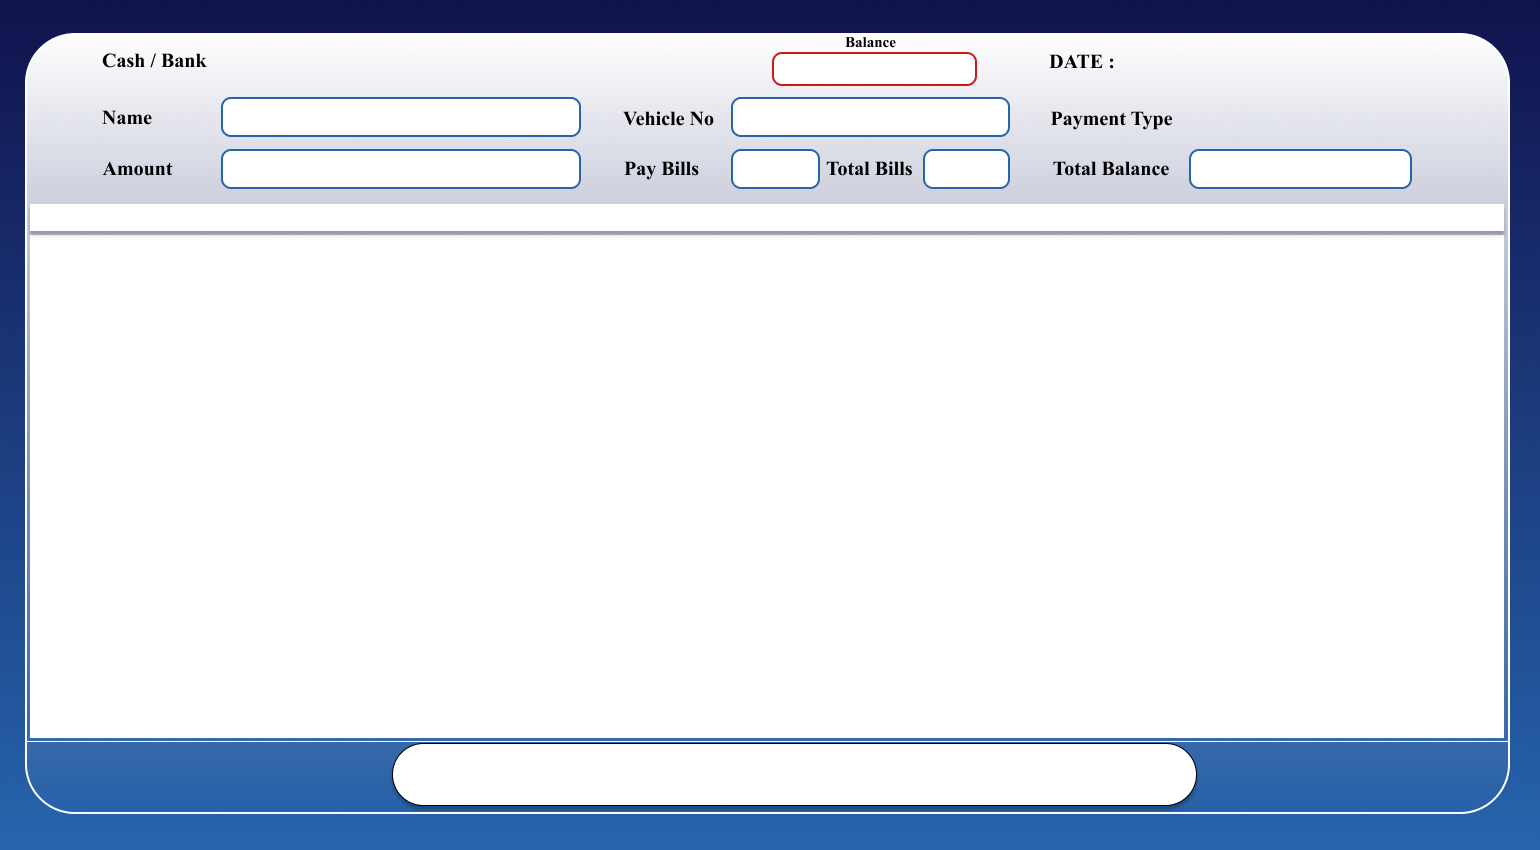 Balance
Cash / Bank
DATE :
Name
Vehicle No
Payment Type
Amount
Pay Bills
Total Bills
Total Balance